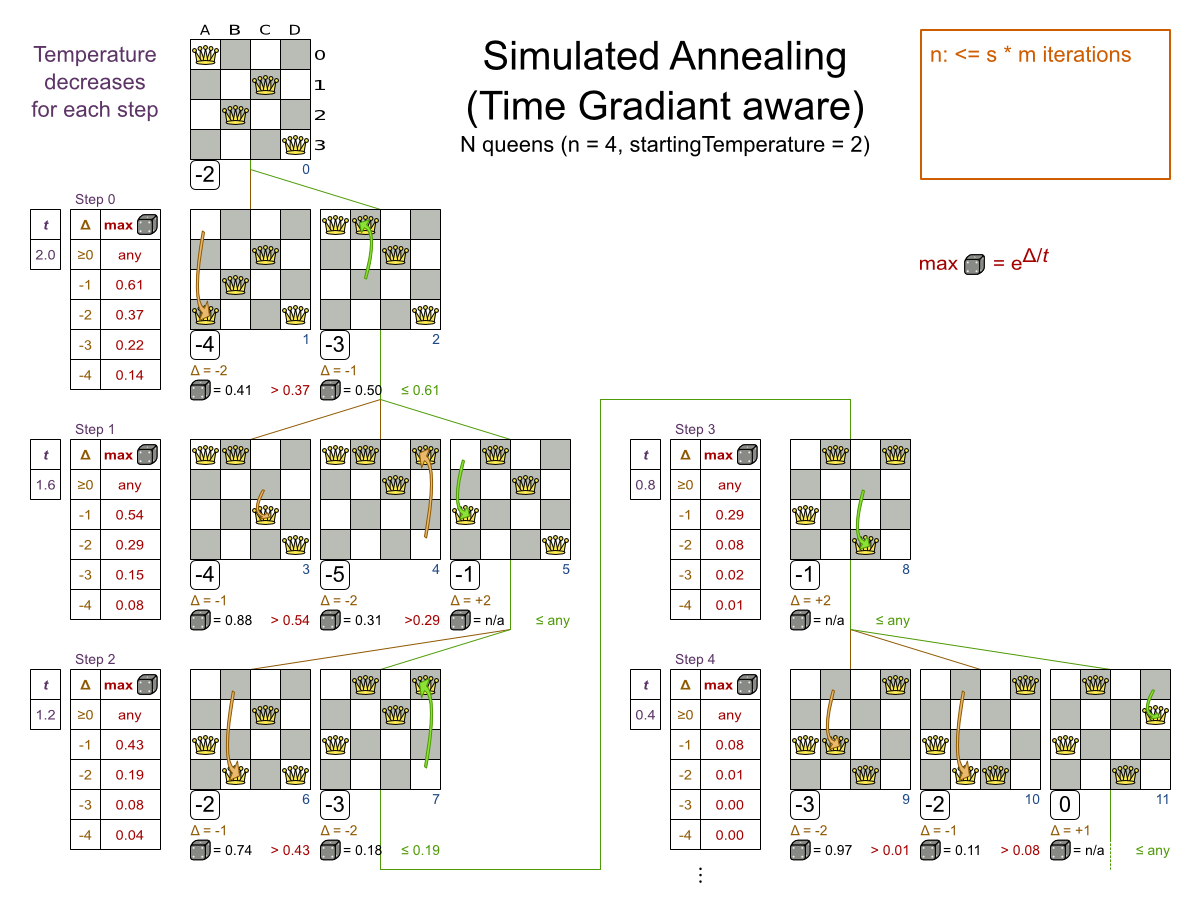 Temperature
decreases
for each step
A B C D
0
1
2
3
-2
0
Simulated Annealing
(Time Gradiant aware)
N queens (n = 4, startingTemperature = 2)
n: <= s * m iterations
max = e^Δ/t
Step 0
t Δ max
2.0 ≥0 any
-1 0.61
-2 0.37
-3 0.22
-4 0.14
-4 1
Δ = -2
= 0.41 > 0.37
-3 2
Δ = -1
= 0.50 ≤ 0.61
Step 1
t Δ max
1.6 ≥0 any
-1 0.54
-2 0.29
-3 0.15
-4 0.08
-4 3
Δ = -1
= 0.88 > 0.54
-5 4
Δ = -2
= 0.31 >0.29
-1 5
Δ = +2
= n/a ≤ any
Step 2
t Δ max
1.2 ≥0 any
-1 0.43
-2 0.19
-3 0.08
-4 0.04
-2 6
Δ = -1
= 0.74 > 0.43
-3 7
Δ = -2
= 0.18 ≤ 0.19
Step 3
t Δ max
0.8 ≥0 any
-1 0.29
-2 0.08
-3 0.02
-4 0.01
-1 8
Δ = +2
= n/a ≤ any
Step 4
t Δ max
0.4 ≥0 any
-1 0.08
-2 0.01
-3 0.00
-4 0.00
-3 9
Δ = -2
= 0.97 > 0.01
-2 10
Δ = -1
= 0.11 > 0.08
0 11
Δ = +1
= n/a ≤ any
⋮